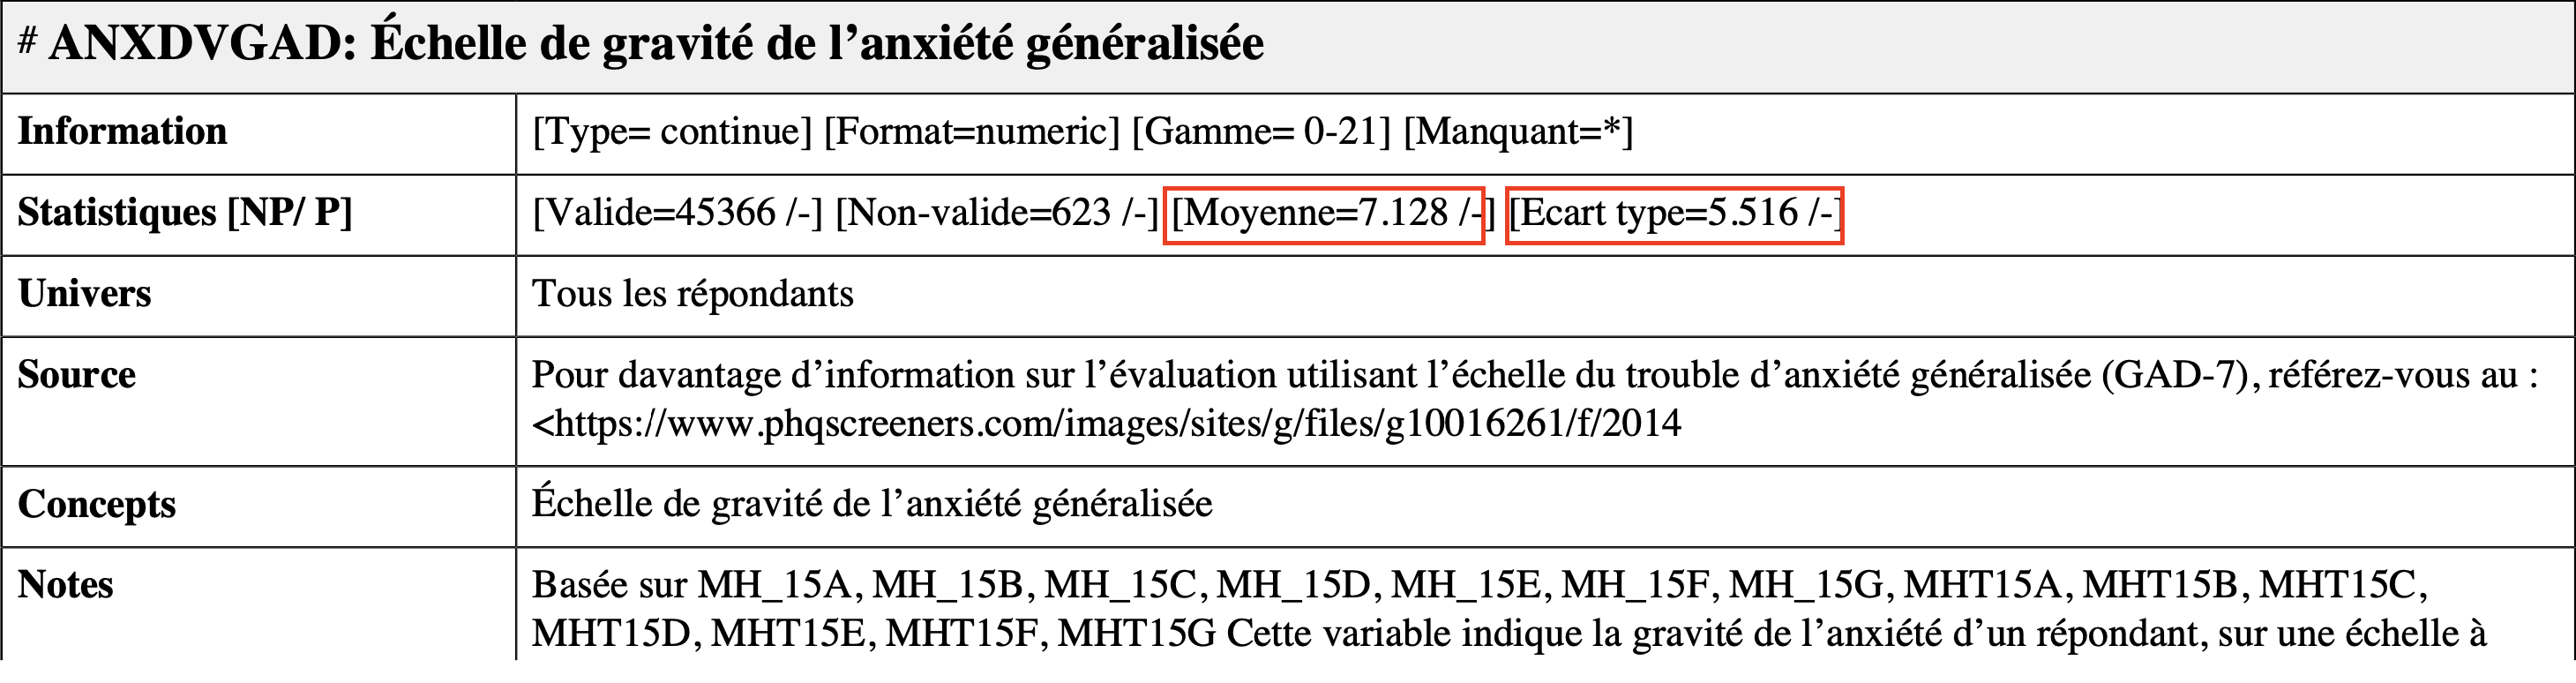 # ANXDVGAD: Échelle de gravité de l’anxiété généralisée
Information
[Type= continue] [Format=numeric] [Gamme= 0-21] [Manquant=*]
Statistiques [NP/ P]
[Valide=45366 /-] [Non-valide=623 /-] [Moyenne=7.128 /-] [Ecart type=5.516 /-]
Univers
Tous les répondants
Source
Pour davantage d’information sur l’évaluation utilisant l’échelle du trouble d’anxiété généralisée (GAD-7), référez-vous au :
<https://www.phqscreeners.com/images/sites/g/files/g10016261/f/2014
Concepts
Échelle de gravité de l’anxiété généralisée
Notes
Basée sur MH_15A, MH_15B, MH_15C, MH_15D, MH_15E, MH_15F, MH_15G, MHT15A, MHT15B, MHT15C,
MHT15D, MHT15E, MHT15F, MHT15G Cette variable indique la gravité de l’anxiété d’un répondant, sur une échelle à